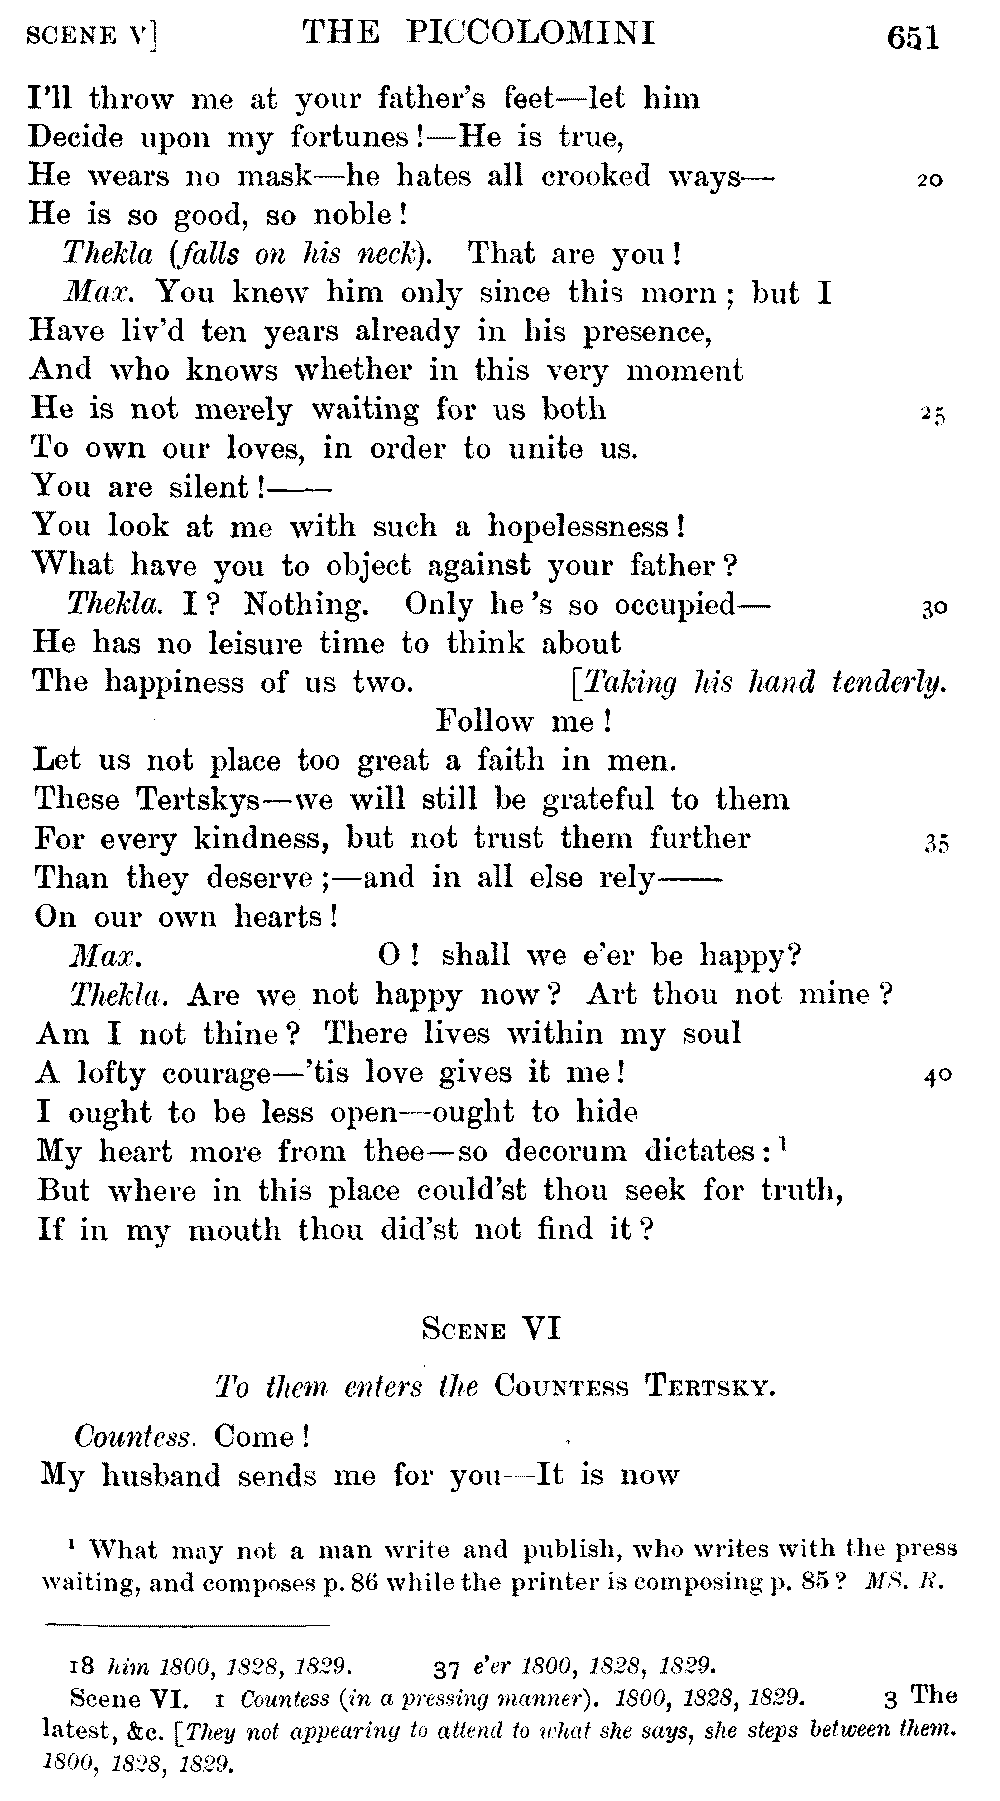 SCENE V] THE PICCOLOMINI 651
I'll throw me at your father's feet—let him
Decide upon my fortunes!—He is true,
He wears no mask—he hates all crooked ways— 20
He is so good, so noble!
Thekla (falls on his neck). That are you!
Max. You knew him only since this morn; but I
Have liv'd ten years already in his presence,
And who knows whether in this very moment
He is not merely waiting for us both 25
To own our loves, in order to unite us.
You are silent!——
You look at me with such a hopelessness!
What have you to object against your father?
Thekla. I? Nothing. Only he's so occupied— 30
He has no leisure time to think about
The happiness of us two. [Taking his hand tenderly.
Follow me!
Let us not place too great a faith in men.
These Tertskys—we will still be grateful to them
For every kindness, but not trust them further 35
Than they deserve;—and in all else rely——
On our own hearts!
Max. O! shall we e'er be happy?
Thekla. Are we not happy now? Art thou not mine?
Am I not thine? There lives within my soul
A lofty courage—'tis love gives it me! 40
I ought to be less open—ought to hide
My heart more from thee—so decorum dictates:¹
But where in this place could'st thou seek for truth,
If in my mouth thou did'st not find it?
SCENE VI
To them enters the COUNTESS TERTSKY.
Countess. Come!
My husband sends me for you—It is now
¹ What may not a man write and publish, who writes with the press
waiting, and composes p. 86 while the printer is composing p. 85? MS. R.
18 him 1800, 1828, 1829. 37 e'er 1800, 1828, 1829.
Scene VI. 1 Countess (in a pressing manner). 1800, 1828, 1829. 3 The
latest, &c. [They not appearing to attend to what she says, she steps between them.
1800, 1828, 1829.